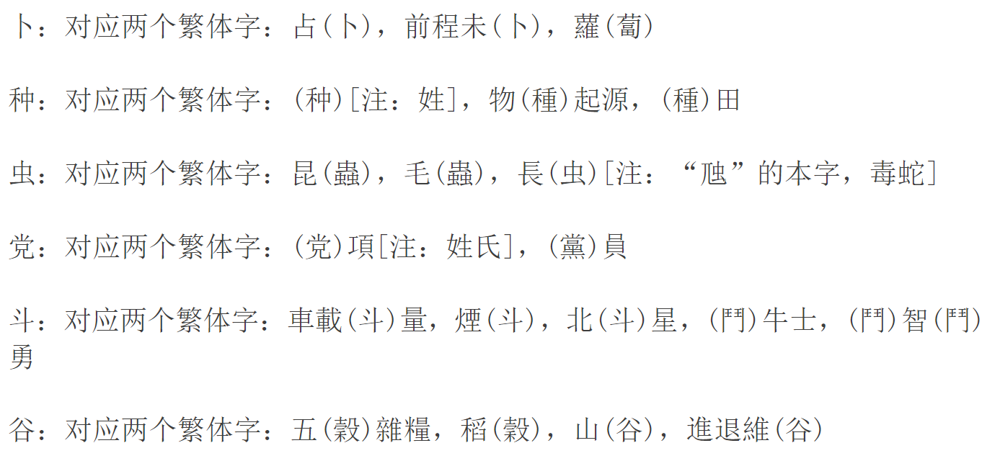 卜：对应两个繁体字：占(卜)，前程未(卜)，蘿(蔔)
种：对应两个繁体字：(种)[注：姓]，物(種)起源，(種)田
虫：对应两个繁体字：昆(蟲)，毛(蟲)，長(虫)[注：“虺”的本字，毒蛇]
党：对应两个繁体字：(党)項[注：姓氏]，(黨)員
斗：对应两个繁体字：車載(斗)量，煙(斗)，北(斗)星，(鬥)牛士，(鬥)智(鬥)
勇
谷：对应两个繁体字：五(穀)雜糧，稻(穀)，山(谷)，進退維(谷)